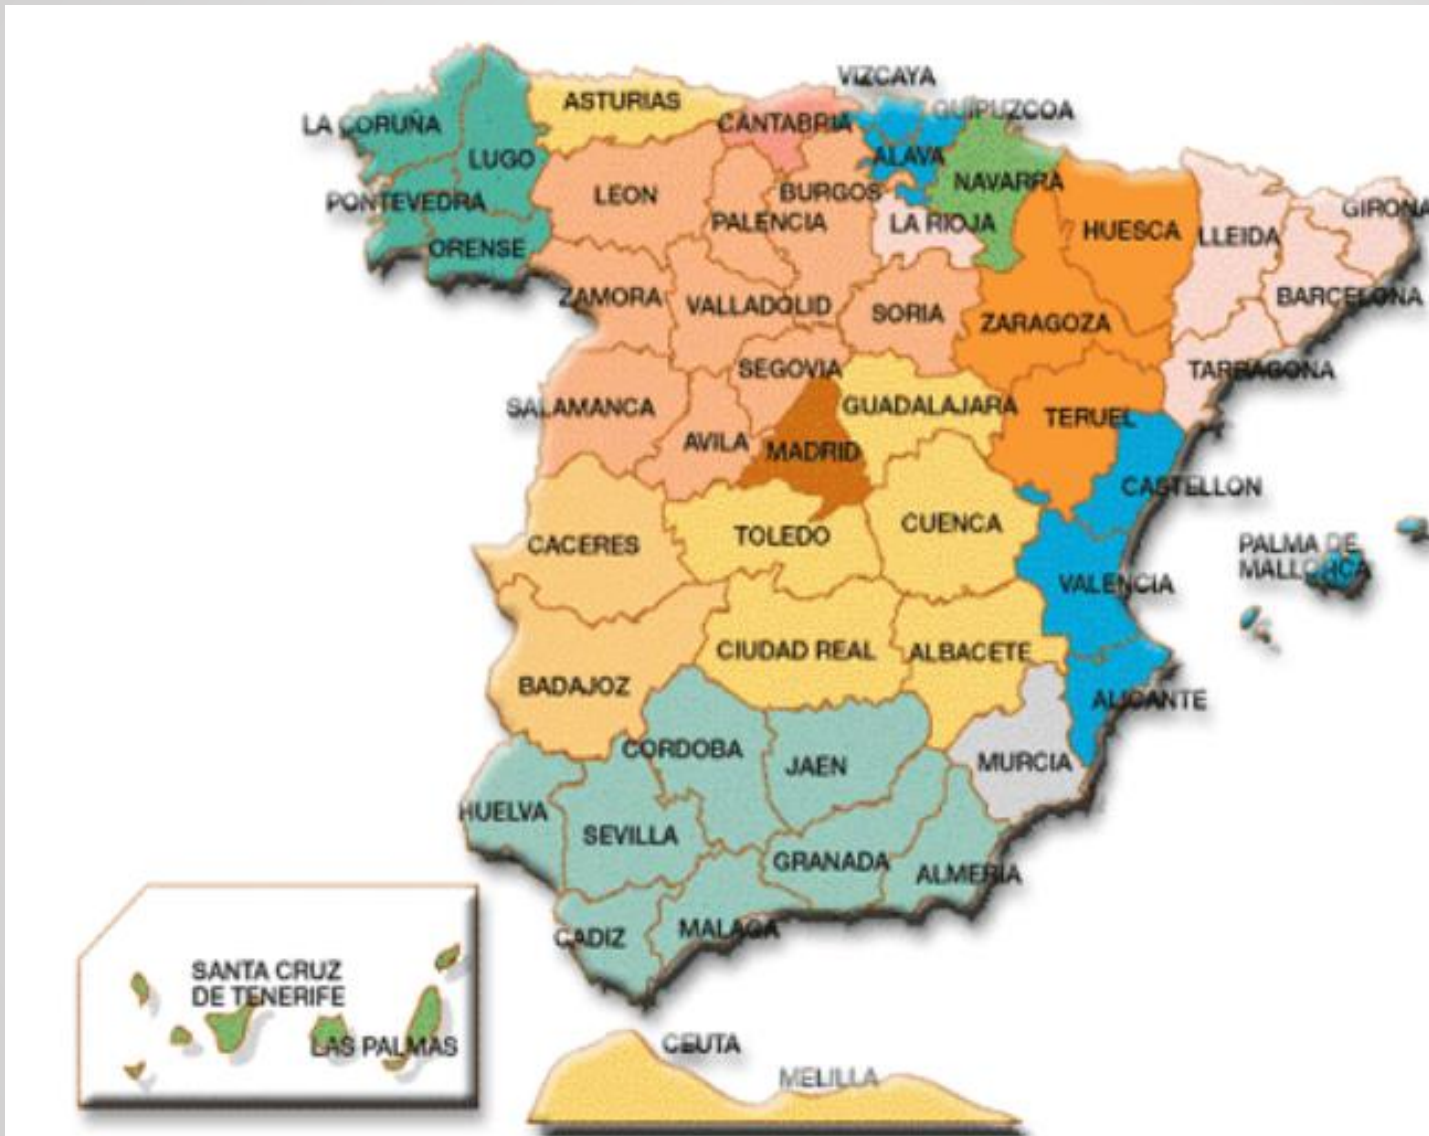 VIZCAYA
ASTURIAS
CANTABRIA
GUIPUZCOA
LA CORUÑA
LUGO
ALAVA
NAVARRA
LEON
BURGOS
PONTEVEDRA
PALENCIA
LA RIOJA
HUESCA
LLEIDA
GIRONA
ORENSE
ZAMORA
VALLADOLID
SORIA
ZARAGOZA
BARCELONA
SEGOVIA
TARRAGONA
SALAMANCA
GUADALAJARA
TERUEL
AVILA
MADRID
CASTELLON
CACERES
TOLEDO
CUENCA
PALMA DE
MALLORCA
VALENCIA
CIUDAD REAL
ALBACETE
BADAJOZ
ALICANTE
CORDOBA
JAEN
MURCIA
HUELVA
SEVILLA
GRANADA
ALMERIA
CADIZ
MALAGA
SANTA CRUZ
DE TENERIFE
LAS PALMAS
CEUTA
MELILLA